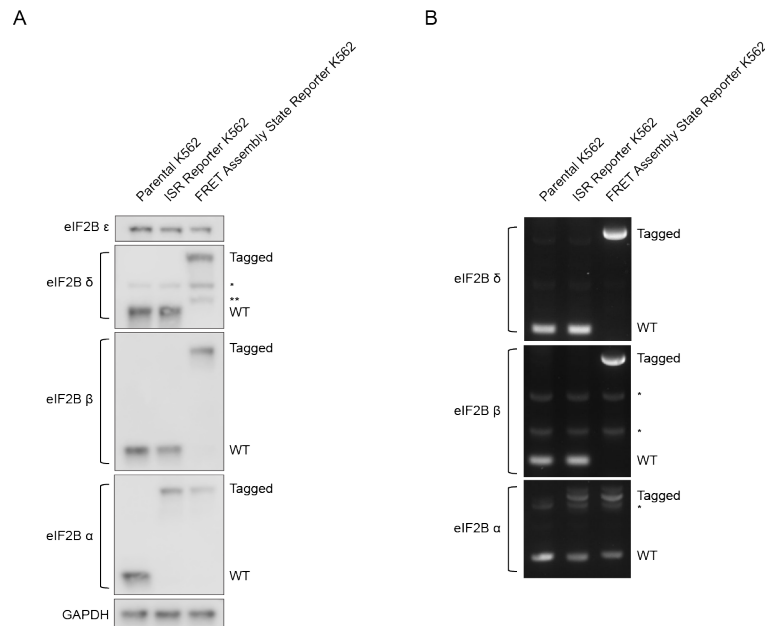 A
B
Parental K562
ISR Reporter K562
FRET Assembly State Reporter K562
Parental K562
ISR Reporter K562
FRET Assembly State Reporter K562
eIF2B ε
eIF2B δ
Tagged
*
**
WT
eIF2B β
Tagged
WT
eIF2B α
Tagged
WT
GAPDH
eIF2B δ
Tagged
WT
eIF2B β
Tagged
*
*
WT
eIF2B α
Tagged
*
WT